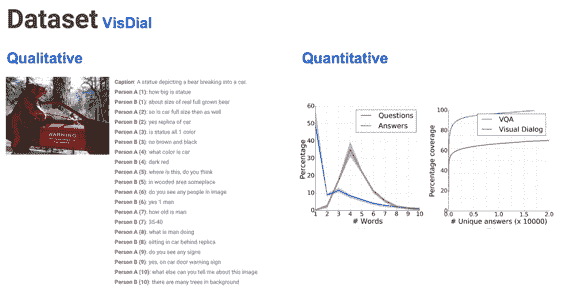 Dataset VisDial
Qualitative
Quantitative
WARNING
Caption: A statue depicting a bear breaking into a car.
Person A (1): how big is statue
Person B (1): about size of real full grown bear
Person A (2): so is car full size then as well
Person B (2): yes replica of car
Person A (3): is statue all 1 color
Person B (3): no brown and black
Person A (4): what color is car
Person B (4): dark red
Person A (5): where is this, do you think
Person B (5): in wooded area someplace
Person A (6): do you see any people in image
Person B (6): yes 1 man
Person A (7): how old is man
Person B (7): 35-40
Person A (8): what is man doing
Person B (8): sitting in car behind replica
Person A (9): do you see any signs
Person B (9): yes, on car door warning sign
Person A (10): what else can you tell me about this image
Person B (10): there are many trees in background
60
50
40
30
20
10
0
Percentage
Questions
Answers
1 2 3 4 5 6 7 8 9 10
# Words
100
80
60
40
20
0
Percentage coverage
VQA
Visual Dialog
0.0 0.5 1.0 1.5 2.0
# Unique answers (x 10000)